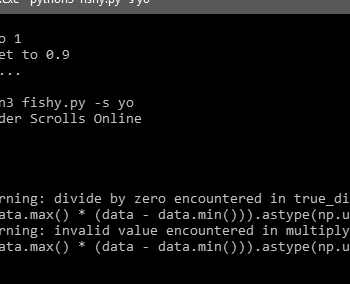 .exe - python3 fishy.py -s yo
o 1
et to 0.9
...
n3 fishy.py -s yo
der Scrolls Online
rning: divide by zero encountered in true_di
ata.max() * (data - data.min())).astype(np.u
rning: invalid value encountered in multiply
ata.max() * (data - data.min())).astype(np.u